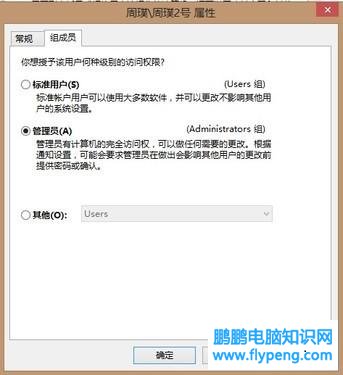 周璞\周璞2号 属性
常规
组成员
你想授予该用户何种级别的访问权限?
标准用户(S)
(Users 组)
标准帐户用户可以使用大多数软件，并可以更改不影响其他用
户的系统设置。
管理员(A)
(Administrators 组)
管理员有计算机的完全访问权，可以做任何需要的更改。根据
通知设置，可能会要求管理员在做出会影响其他用户的更改前
提供密码或确认。
其他(O):
Users
确定
鹏鹏电脑知识网
www.flypeng.com